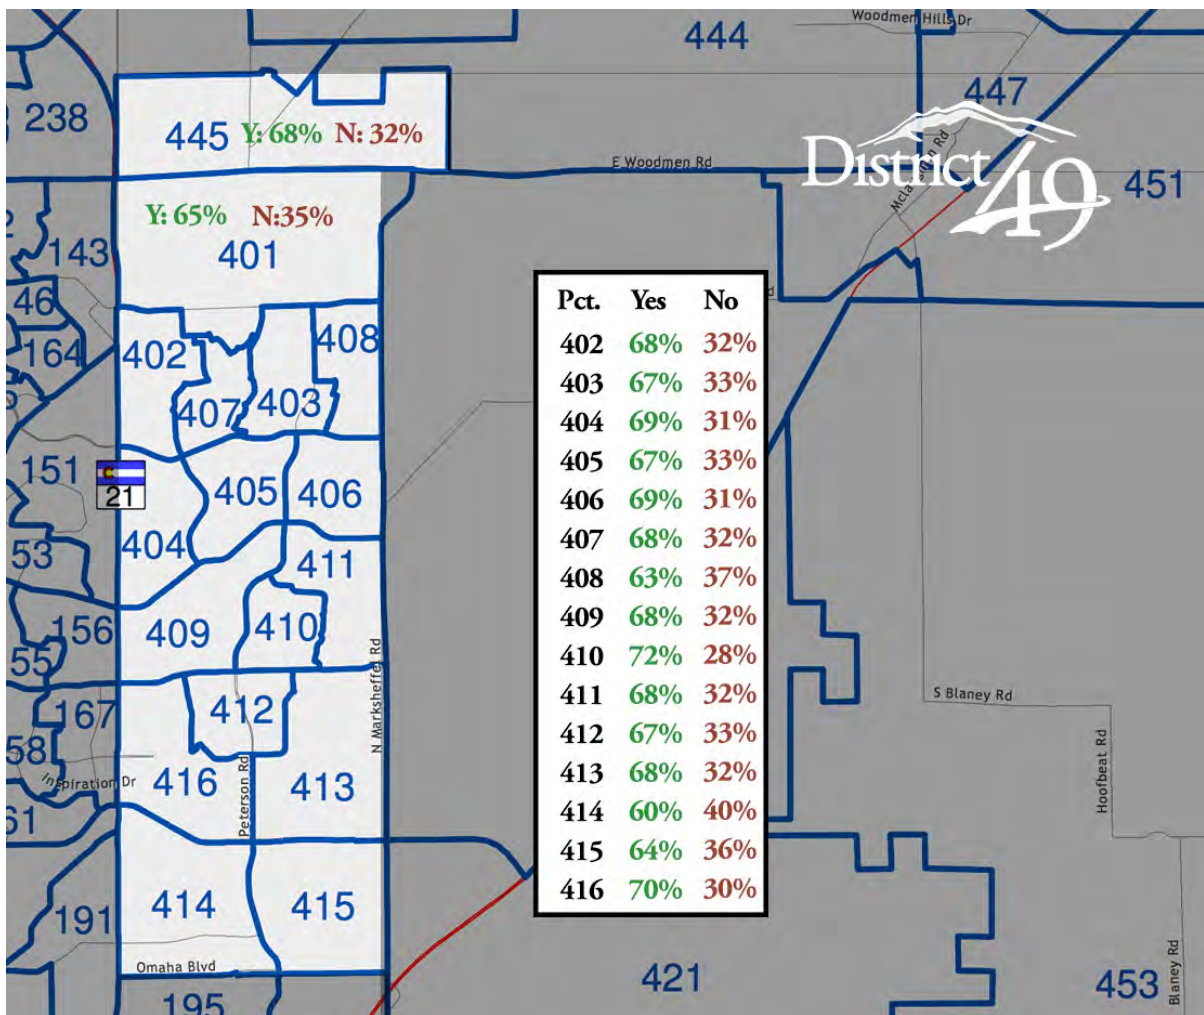 Woodmen Hills Dr
444
447
238
445 Y: 68% N: 32%
E Woodmen Rd
District 49
Mclaughlin Rd
451
Y: 65% N:35%
143
401
46
164
402
408
407
403
151
21
405
406
404
53
411
156
409
410
55
N Marksheffel Rd
S Blaney Rd
167
412
58
Inspiration Dr
416
413
Peterson Rd
Hoofbeat Rd
61
191
414
415
Omaha Blvd
195
421
453
Blaney Rd
Pct. Yes No
402 68% 32%
403 67% 33%
404 69% 31%
405 67% 33%
406 69% 31%
407 68% 32%
408 63% 37%
409 68% 32%
410 72% 28%
411 68% 32%
412 67% 33%
413 68% 32%
414 60% 40%
415 64% 36%
416 70% 30%